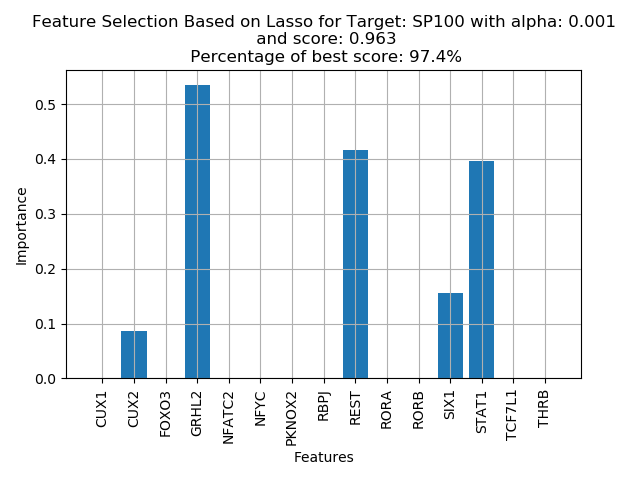 Feature Selection Based on Lasso for Target: SP100 with alpha: 0.001
and score: 0.963
Percentage of best score: 97.4%
0.5
0.4
0.3
0.2
0.1
0.0
Importance
CUX1
CUX2
FOXO3
GRHL2
NFATC2
NFYC
PKNOX2
RBPJ
REST
RORA
RORB
SIX1
STAT1
TCF7L1
THRB
Features